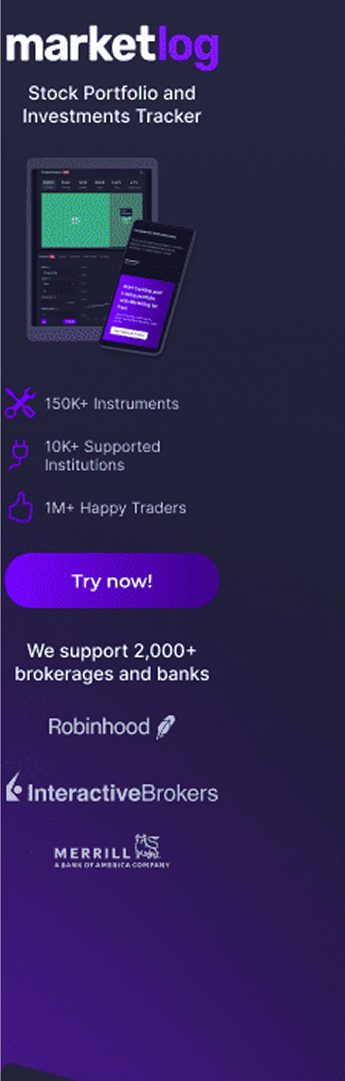 marketlog
Stock Portfolio and
Investments Tracker
150K+ Instruments
10K+ Supported
Institutions
1M+ Happy Traders
Try now!
We support 2,000+
brokerages and banks
Robinhood
InteractiveBrokers
MERRILL
A BANK OF AMERICA COMPANY